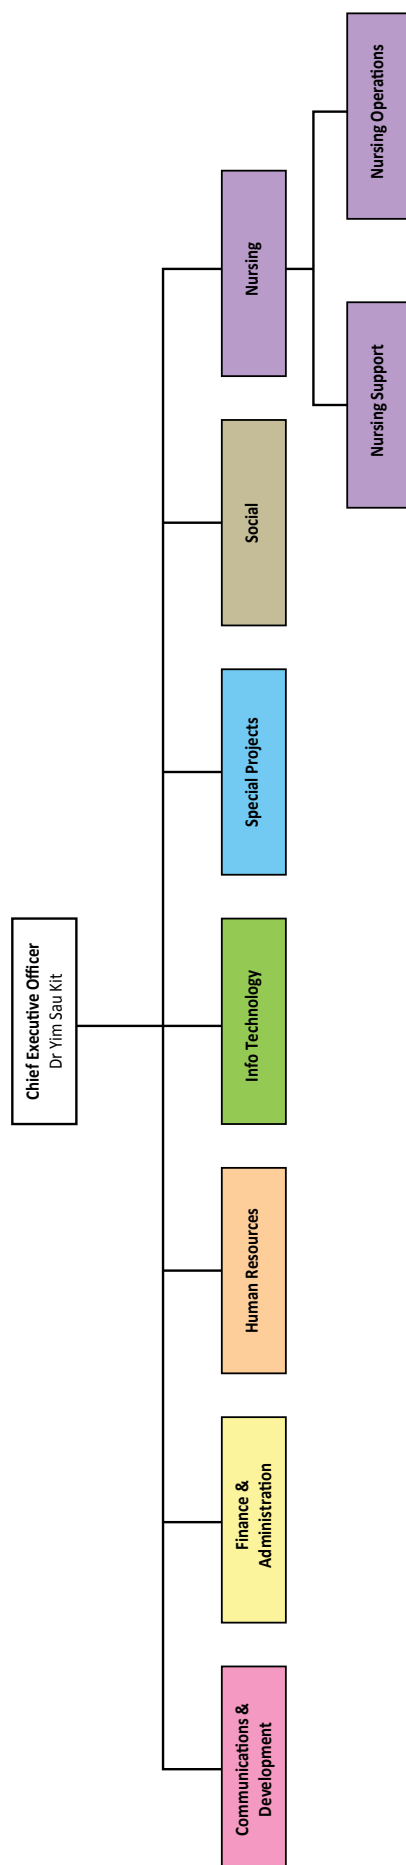 Chief Executive Officer
Dr Yim Sau Kit
Communications &
Development
Finance &
Administration
Human Resources
Info Technology
Special Projects
Social
Nursing
Nursing Support
Nursing Operations